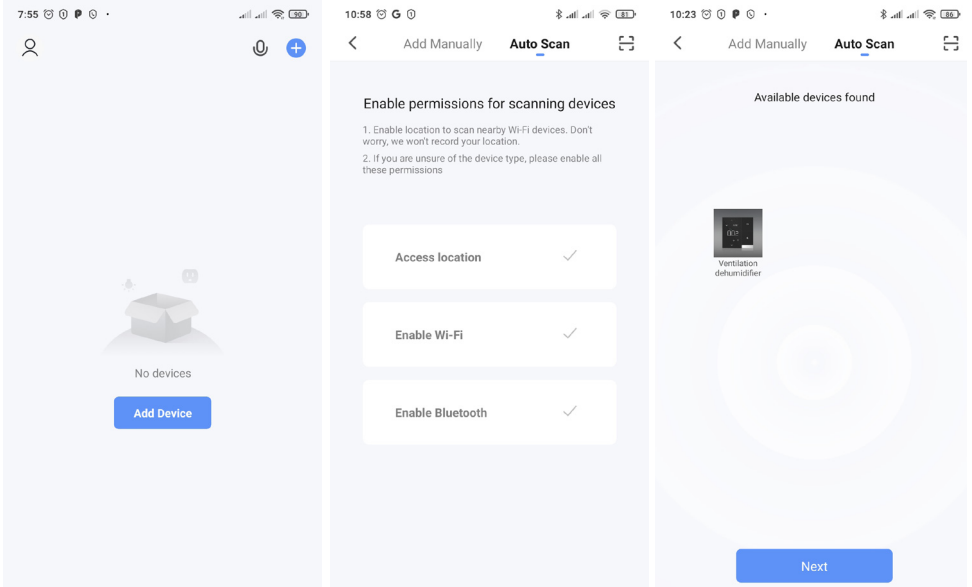 7:55
90
No devices
Add Device
10:58 G
81
Add Manually
Auto Scan
Enable permissions for scanning devices
1. Enable location to scan nearby Wi-Fi devices. Don't
worry, we won't record your location.
2. If you are unsure of the device type, please enable all
these permissions
Access location
Enable Wi-Fi
Enable Bluetooth
10:23
86
Add Manually
Auto Scan
Available devices found
Ventilation
dehumidifier
Next